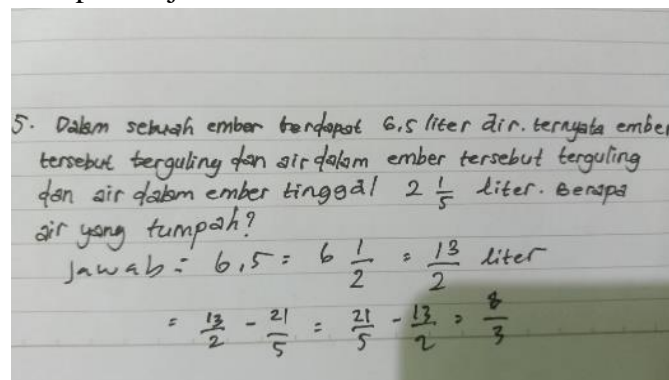 5. Dalam sebuah ember terdapat 6,5 liter air. ternyata ember
tersebut terguling dan air dalam ember tersebut terguling
dan air dalam ember tinggal 2 1/5 liter. Berapa
air yang tumpah?
Jawab = 6,5 = 6 1/2 = 13/2 liter
= 13/2 - 21/5 = 21/5 - 13/2 = 8/3